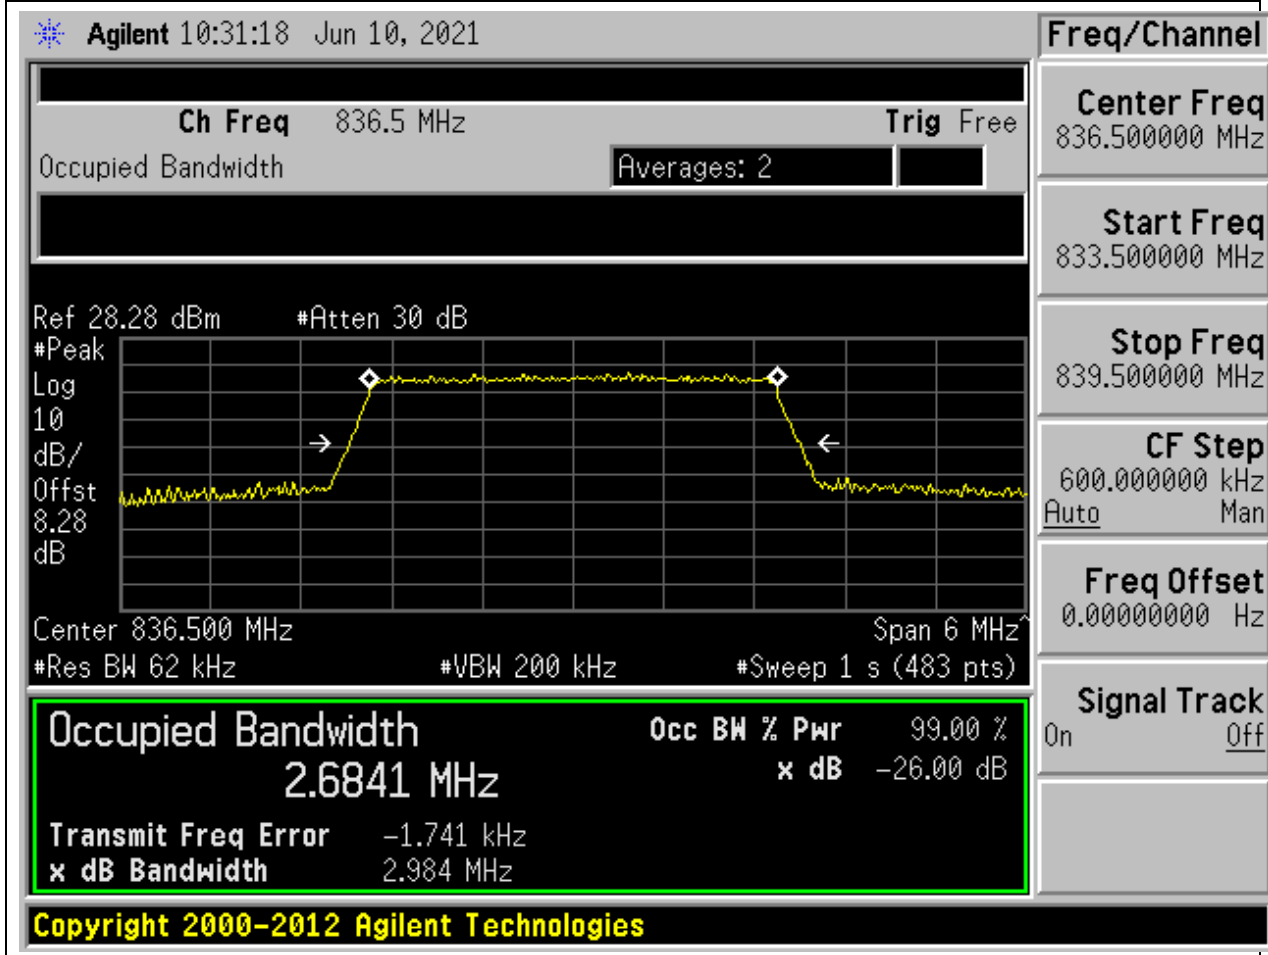 Agilent 10:31:18 Jun 10, 2021
Freq/Channel
Ch Freq 836.5 MHz Trig Free
Occupied Bandwidth Averages: 2
Center Freq
836.500000 MHz
Start Freq
833.500000 MHz
Stop Freq
839.500000 MHz
CF Step
600.000000 kHz
Auto Man
Freq Offset
0.00000000 Hz
Signal Track
On Off
Ref 28.28 dBm #Atten 30 dB
#Peak
Log
10
dB/
Offst
8.28
dB
Center 836.500 MHz Span 6 MHz^
#Res BW 62 kHz #VBW 200 kHz #Sweep 1 s (483 pts)
Occupied Bandwidth
2.6841 MHz
Occ BW % Pwr 99.00 %
x dB -26.00 dB
Transmit Freq Error -1.741 kHz
x dB Bandwidth 2.984 MHz
Copyright 2000-2012 Agilent Technologies